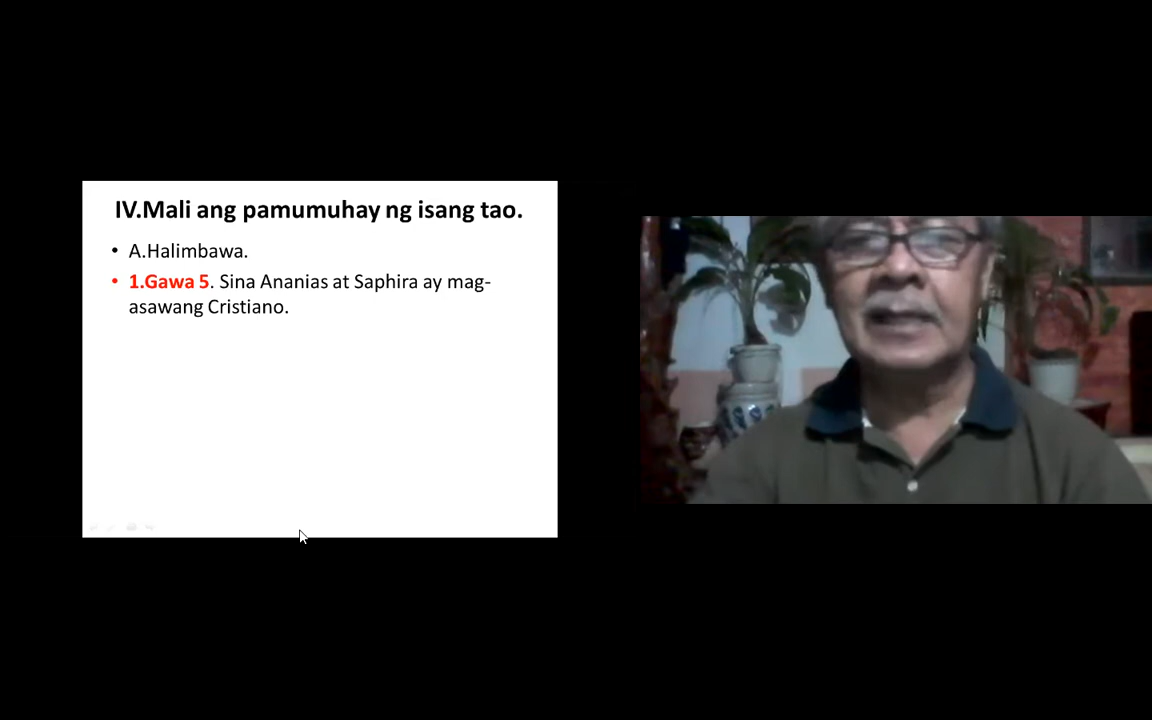 IV.Mali ang pamumuhay ng isang tao.
• A.Halimbawa.
• 1.Gawa 5. Sina Ananias at Saphira ay mag-
asawang Cristiano.